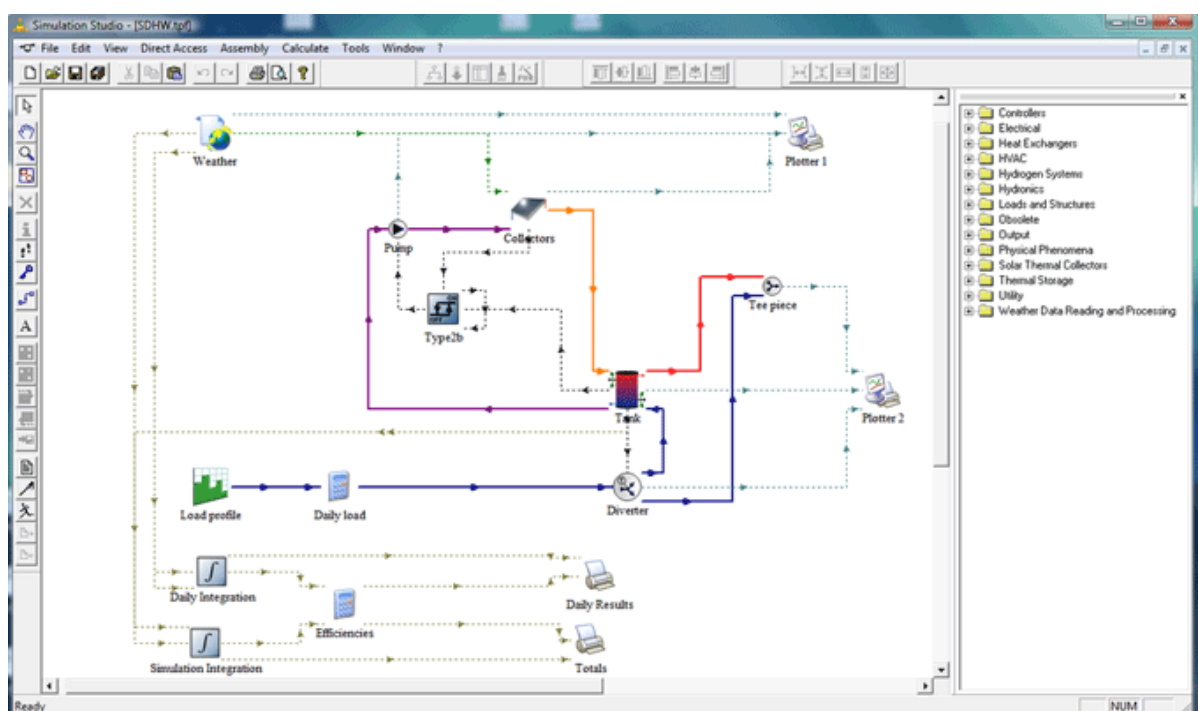 Simulation Studio - [SDHW.tpf]
File Edit View Direct Access Assembly Calculate Tools Window ?
Weather
Plotter 1
Controllers
Electrical
Heat Exchangers
HVAC
Hydrogen Systems
Hydronics
Loads and Structures
Obsolete
Output
Physical Phenomena
Solar Thermal Collectors
Thermal Storage
Utility
Weather Data Reading and Processing
Collectors
Pump
Tee piece
Type2b
Tank
Plotter 2
Load profile
Daily load
Diverter
Daily Integration
Efficiencies
Daily Results
Simulation Integration
Totals
Ready
NUM